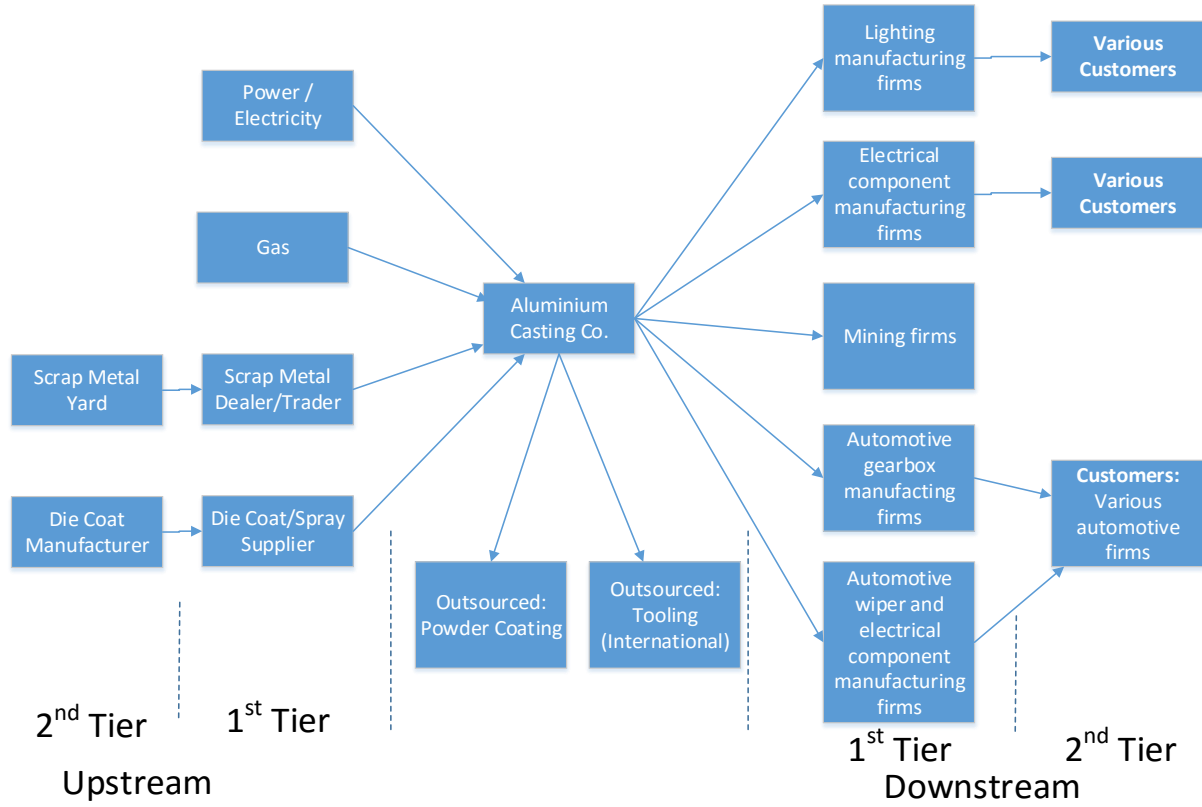 Power /
Electricity
Gas
Scrap Metal
Yard
Scrap Metal
Dealer/Trader
Die Coat
Manufacturer
Die Coat/Spray
Supplier
Aluminium
Casting Co.
Outsourced:
Powder Coating
Outsourced:
Tooling
(International)
Lighting
manufacturing
firms
Various
Customers
Electrical
component
manufacturing
firms
Various
Customers
Mining firms
Automotive
gearbox
manufacting
firms
Customers:
Various
automotive
firms
Automotive
wiper and
electrical
component
manufacturing
firms
2nd Tier
1st Tier
Upstream
1st Tier
2nd Tier
Downstream